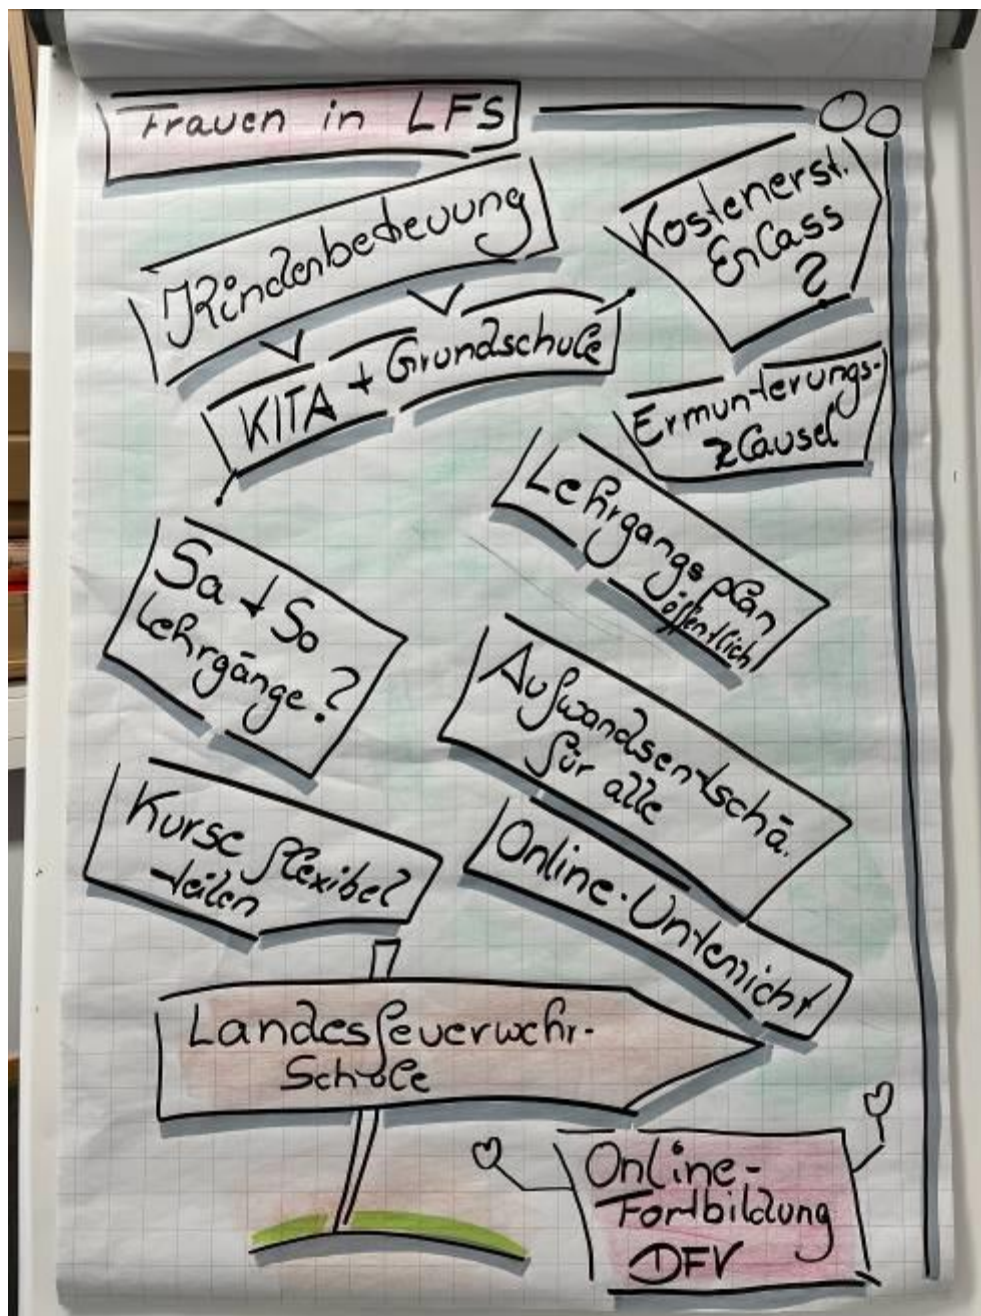 Frauen in LFS
Kinderbetreuung
KITA + Grundschule
Kostenerst.
Erlass
?
Ermunterungs-
klausel
Lehrgangsplan
öffentlich
Sa + So
Lehrgänge?
Aufwandsentschä.
für alle
Kurse flexibel
teilen
Online-Unterricht
Landesfeuerwehr-
Schule
Online-
Fortbildung
DFV